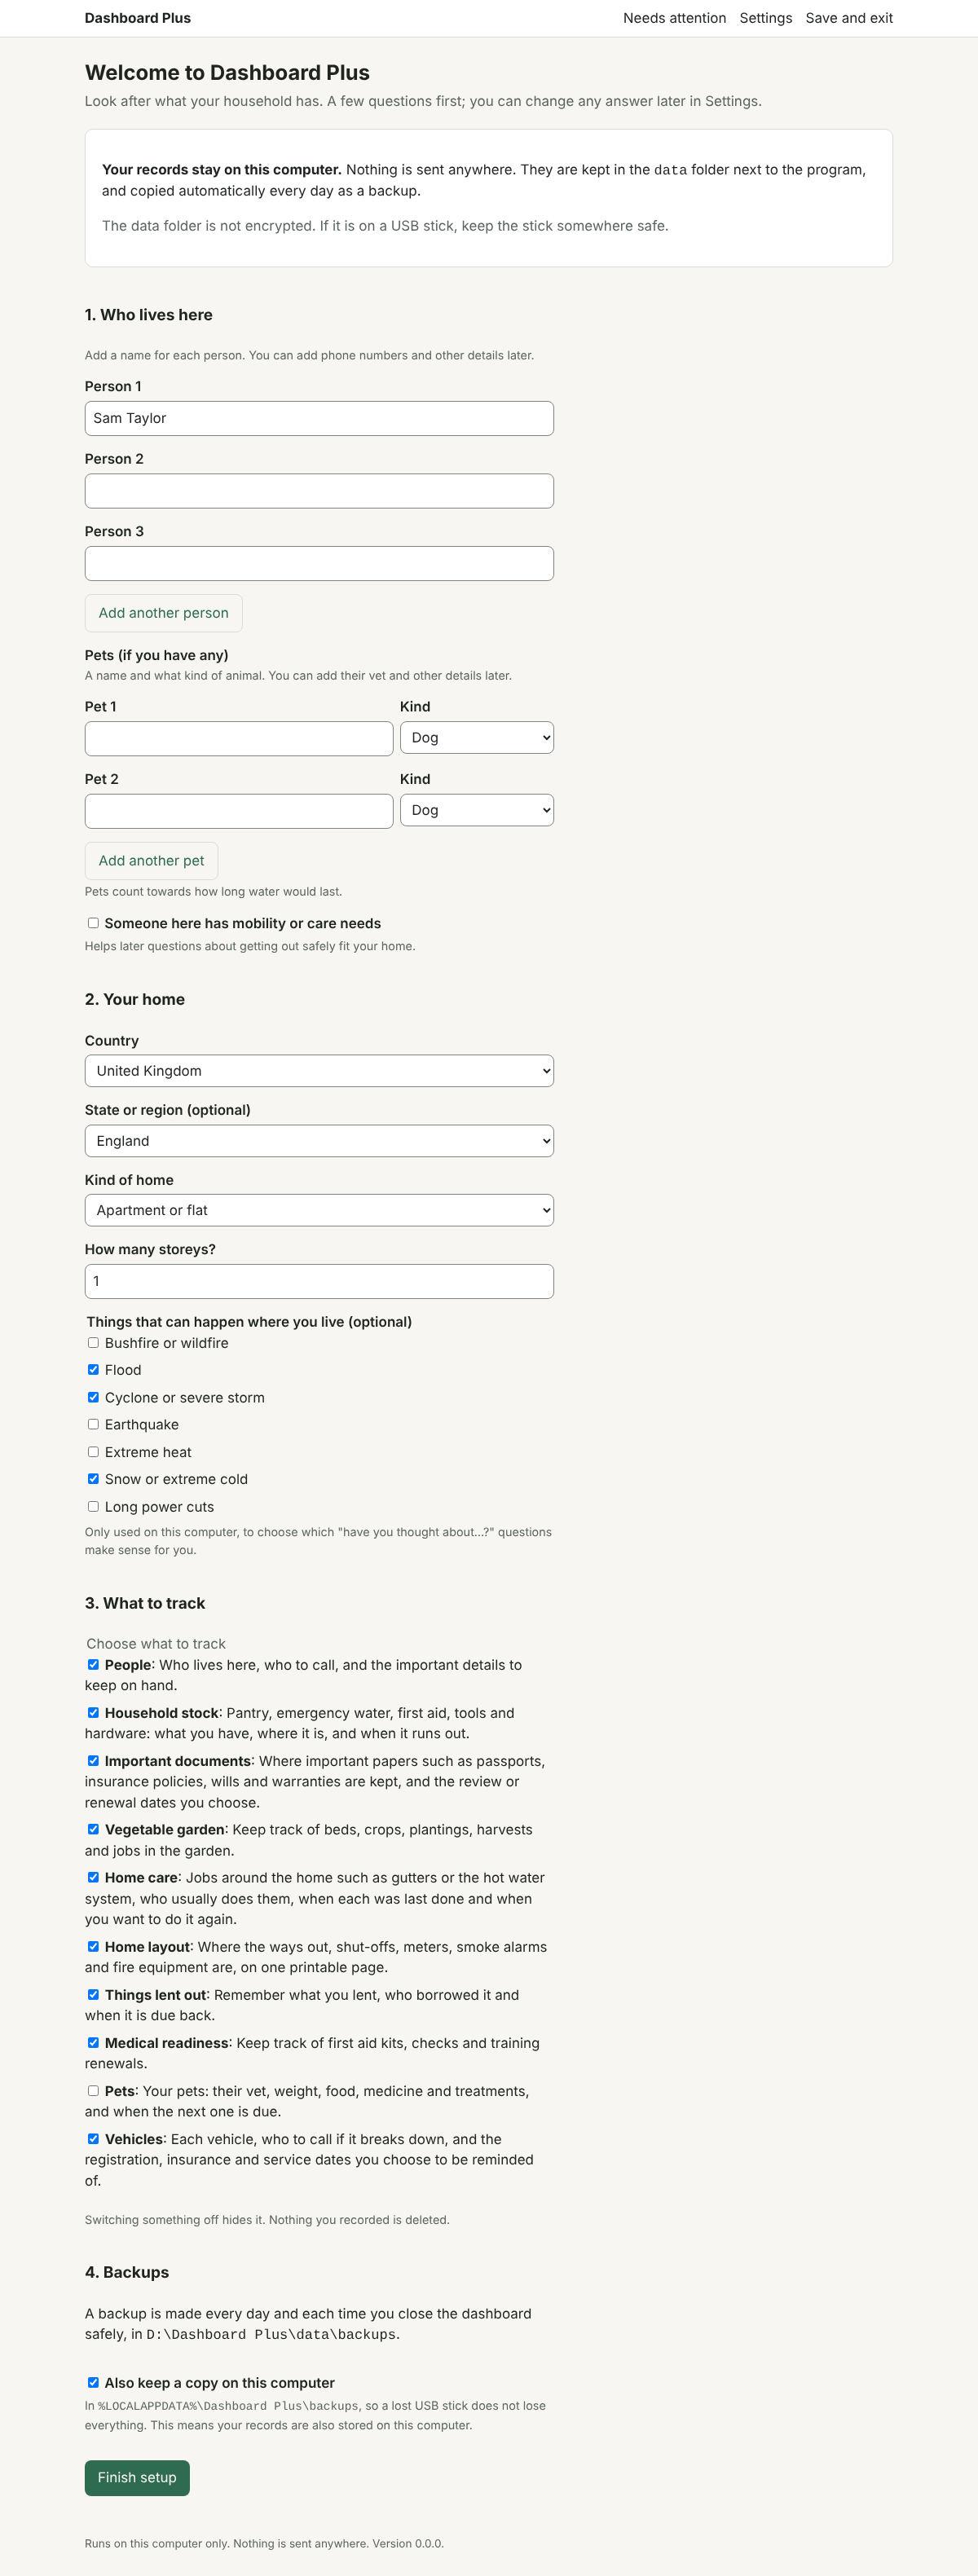 Dashboard Plus
Needs attention Settings Save and exit
Welcome to Dashboard Plus
Look after what your household has. A few questions first; you can change any answer later in Settings.
Your records stay on this computer. Nothing is sent anywhere. They are kept in the data folder next to the program,
and copied automatically every day as a backup.
The data folder is not encrypted. If it is on a USB stick, keep the stick somewhere safe.
1. Who lives here
Add a name for each person. You can add phone numbers and other details later.
Person 1
Sam Taylor
Person 2
Person 3
Add another person
Pets (if you have any)
A name and what kind of animal. You can add their vet and other details later.
Pet 1 Kind
Dog
Pet 2 Kind
Dog
Add another pet
Pets count towards how long water would last.
Someone here has mobility or care needs
Helps later questions about getting out safely fit your home.
2. Your home
Country
United Kingdom
State or region (optional)
England
Kind of home
Apartment or flat
How many storeys?
1
Things that can happen where you live (optional)
Bushfire or wildfire
Flood
Cyclone or severe storm
Earthquake
Extreme heat
Snow or extreme cold
Long power cuts
Only used on this computer, to choose which "have you thought about...?" questions
make sense for you.
3. What to track
Choose what to track
People: Who lives here, who to call, and the important details to
keep on hand.
Household stock: Pantry, emergency water, first aid, tools and
hardware: what you have, where it is, and when it runs out.
Important documents: Where important papers such as passports,
insurance policies, wills and warranties are kept, and the review or
renewal dates you choose.
Vegetable garden: Keep track of beds, crops, plantings, harvests
and jobs in the garden.
Home care: Jobs around the home such as gutters or the hot water
system, who usually does them, when each was last done and when
you want to do it again.
Home layout: Where the ways out, shut-offs, meters, smoke alarms
and fire equipment are, on one printable page.
Things lent out: Remember what you lent, who borrowed it and
when it is due back.
Medical readiness: Keep track of first aid kits, checks and training
renewals.
Pets: Your pets: their vet, weight, food, medicine and treatments,
and when the next one is due.
Vehicles: Each vehicle, who to call if it breaks down, and the
registration, insurance and service dates you choose to be reminded
of.
Switching something off hides it. Nothing you recorded is deleted.
4. Backups
A backup is made every day and each time you close the dashboard
safely, in D:\Dashboard Plus\data\backups.
Also keep a copy on this computer
In %LOCALAPPDATA%\Dashboard Plus\backups, so a lost USB stick does not lose
everything. This means your records are also stored on this computer.
Finish setup
Runs on this computer only. Nothing is sent anywhere. Version 0.0.0.